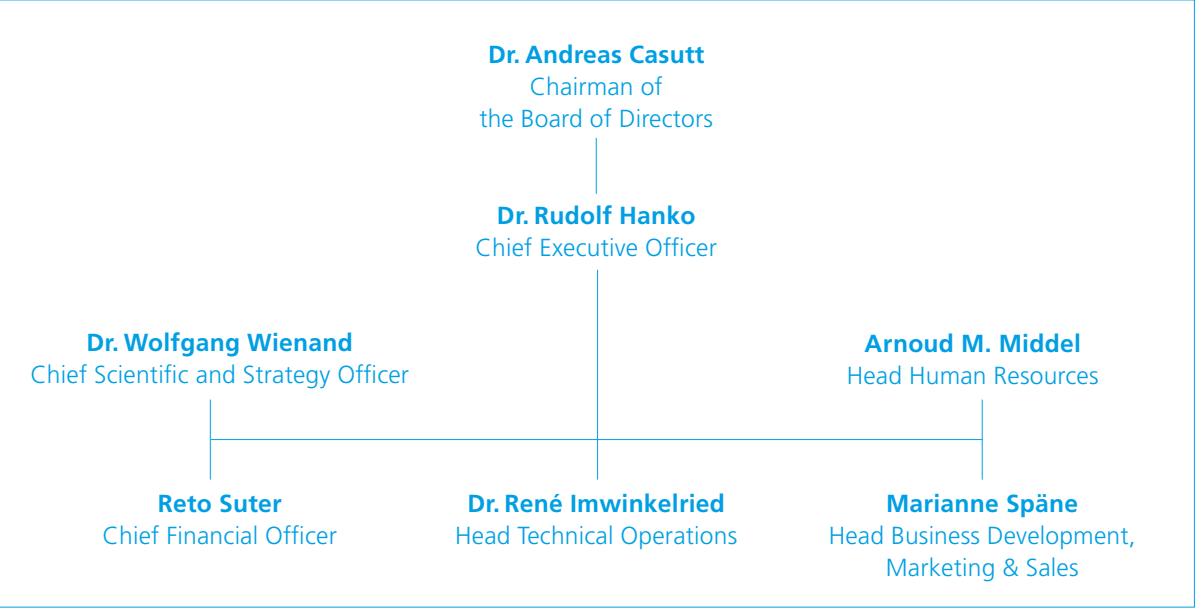 Dr. Andreas Casutt
Chairman of
the Board of Directors
Dr. Rudolf Hanko
Chief Executive Officer
Dr. Wolfgang Wienand
Chief Scientific and Strategy Officer
Arnoud M. Middel
Head Human Resources
Reto Suter
Chief Financial Officer
Dr. René Imwinkelried
Head Technical Operations
Marianne Späne
Head Business Development,
Marketing & Sales